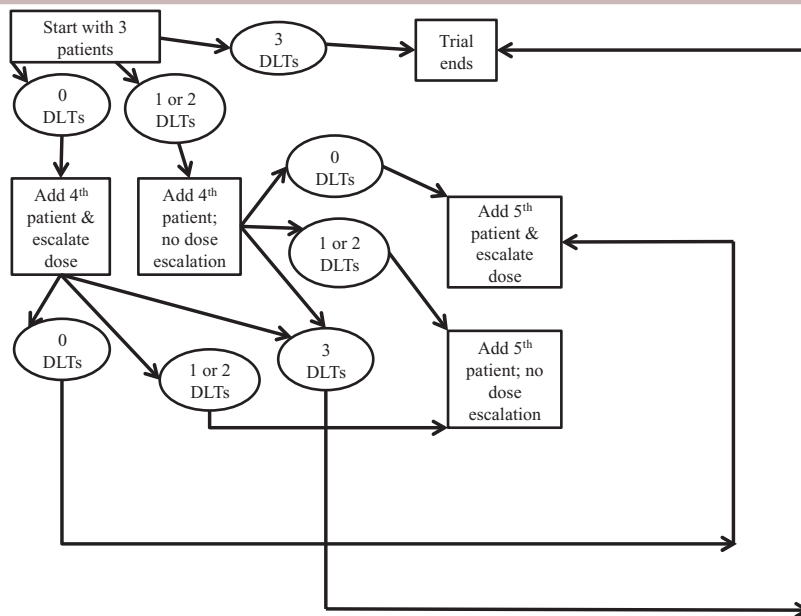 Start with 3
patients
3
DLTs
Trial
ends
0
DLTs
1 or 2
DLTs
Add 4th
patient &
escalate
dose
Add 4th
patient;
no dose
escalation
0
DLTs
1 or 2
DLTs
Add 5th
patient &
escalate
dose
0
DLTs
1 or 2
DLTs
3
DLTs
Add 5th
patient; no
dose
escalation